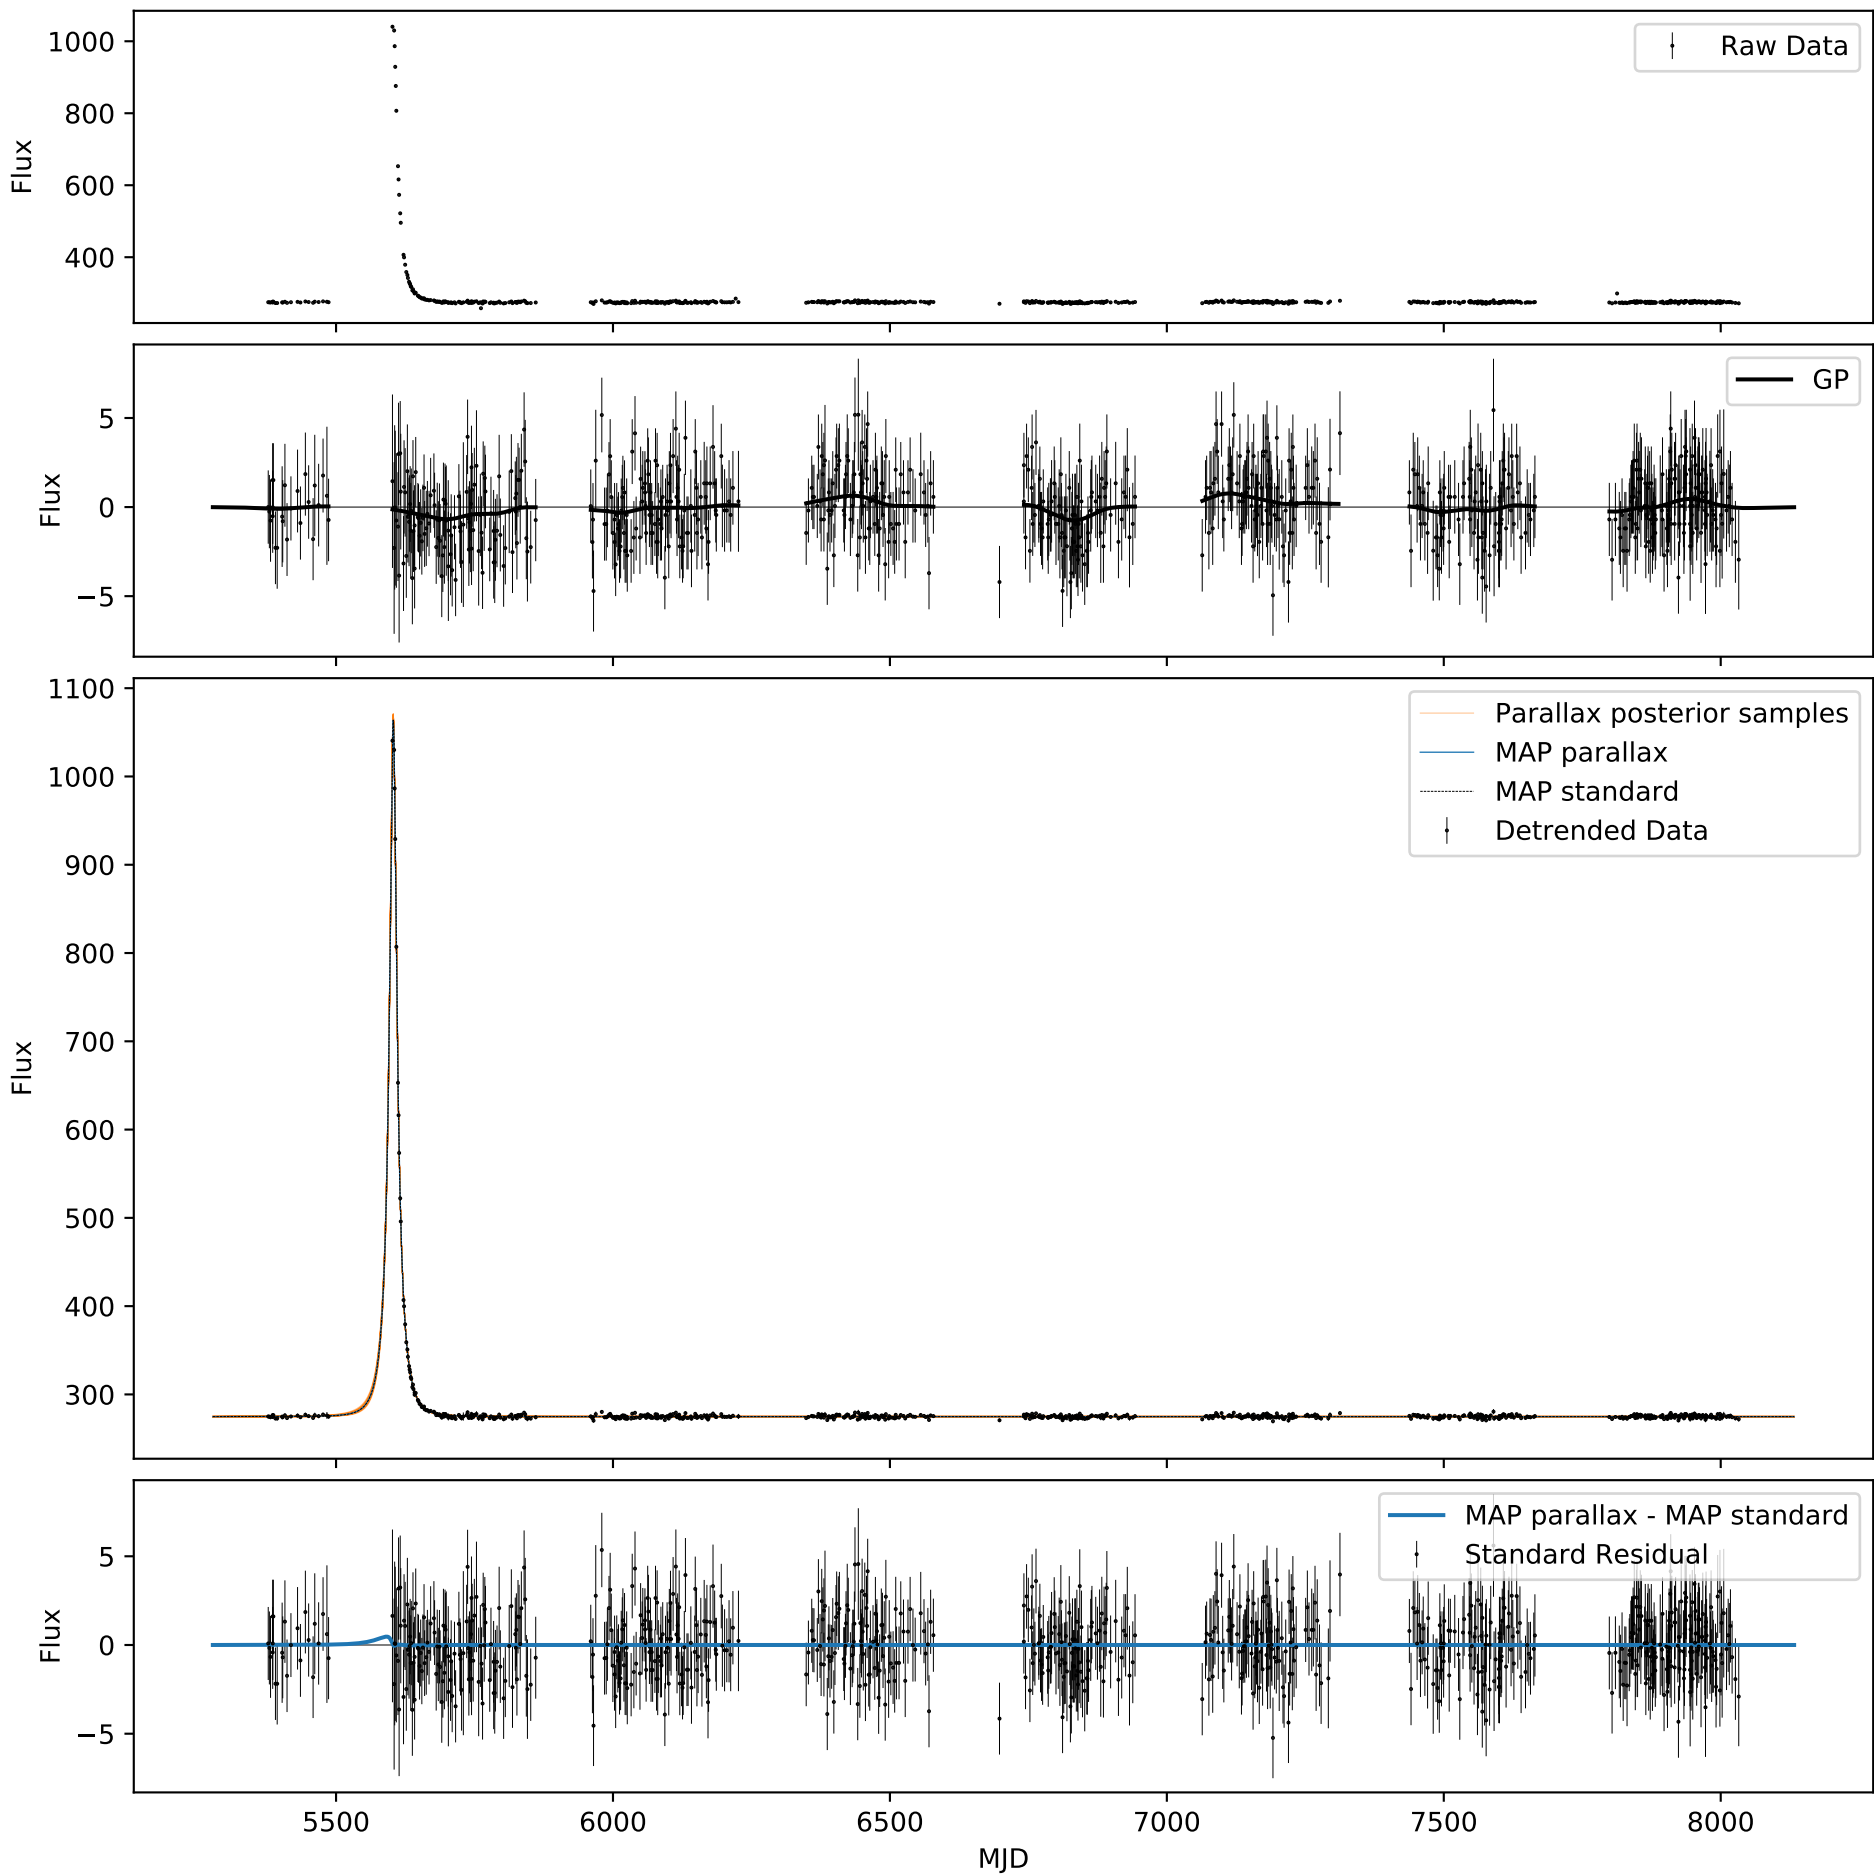 1000
800
600
400
Flux
Raw Data
5
0
−5
Flux
GP
1100
1000
900
800
700
600
500
400
300
Flux
Parallax posterior samples
MAP parallax
MAP standard
Detrended Data
5
0
−5
Flux
MAP parallax - MAP standard
Standard Residual
5500 6000 6500 7000 7500 8000
MJD